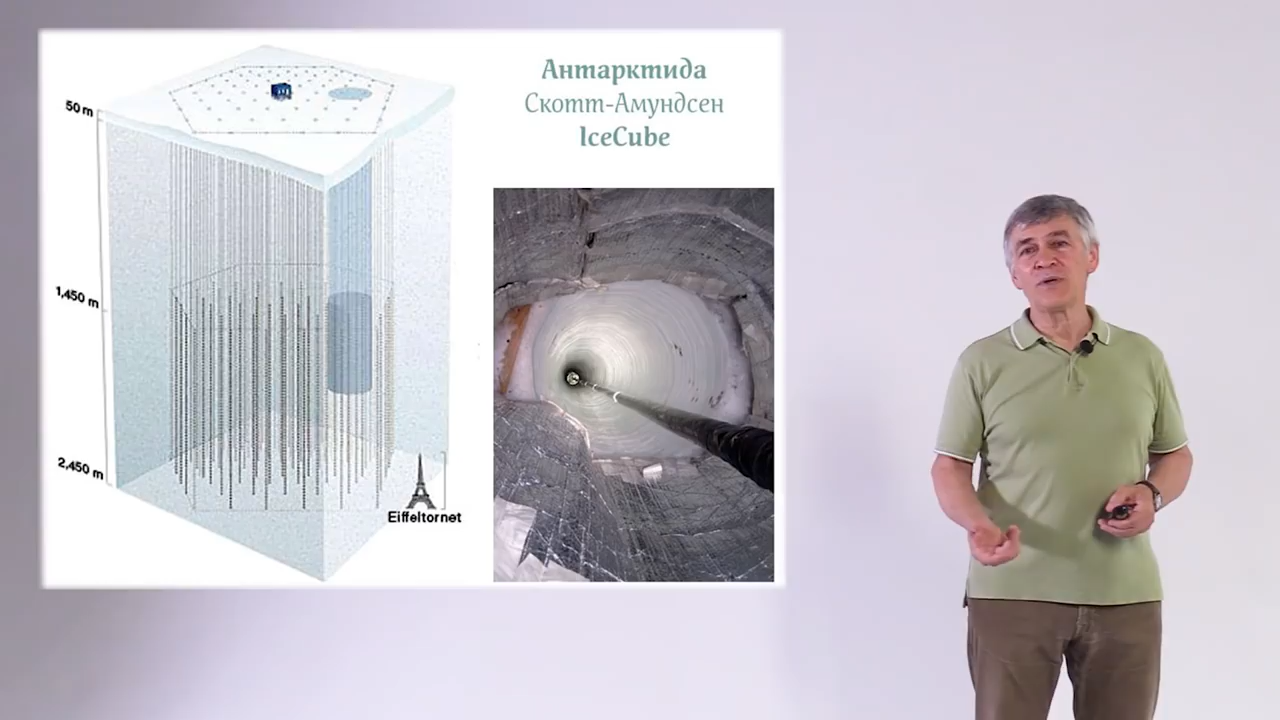 Антарктида
Скотт-Амундсен
IceCube
50 m
1,450 m
2,450 m
Eiffeltornet